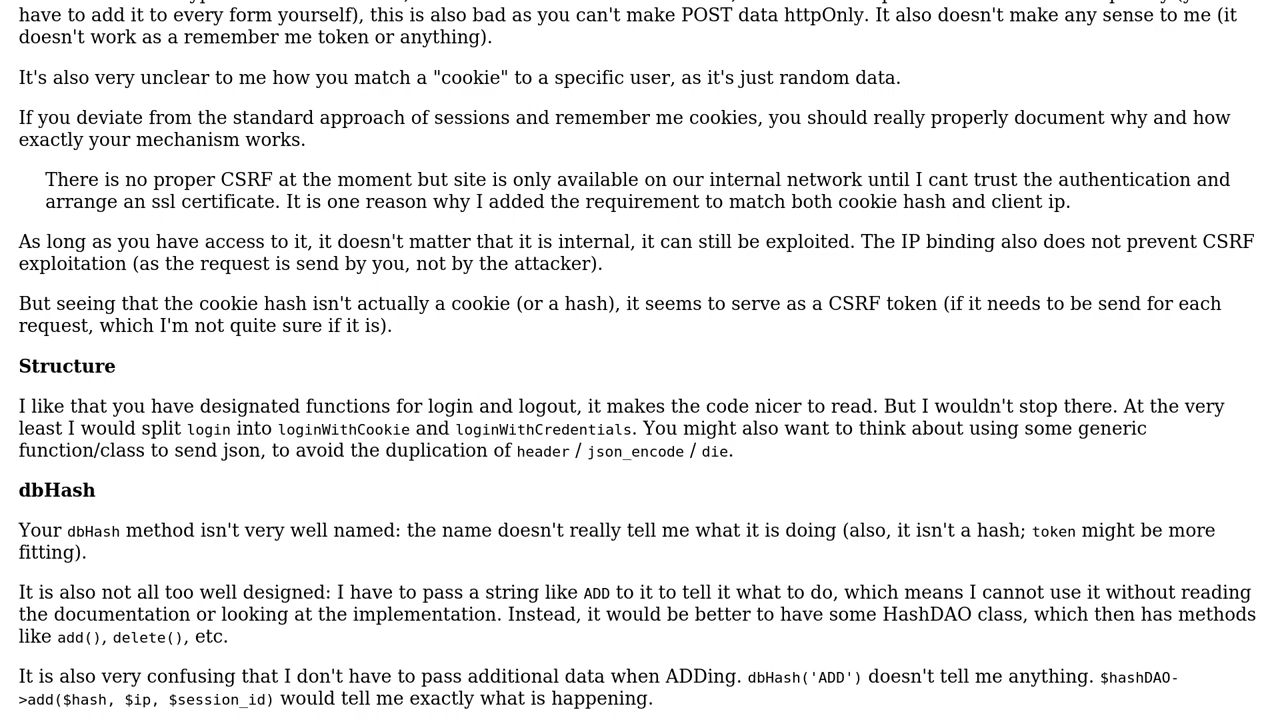 have to add it to every form yourself), this is also bad as you can't make POST data httpOnly. It also doesn't make any sense to me (it
doesn't work as a remember me token or anything).
It's also very unclear to me how you match a "cookie" to a specific user, as it's just random data.
If you deviate from the standard approach of sessions and remember me cookies, you should really properly document why and how
exactly your mechanism works.
There is no proper CSRF at the moment but site is only available on our internal network until I cant trust the authentication and
arrange an ssl certificate. It is one reason why I added the requirement to match both cookie hash and client ip.
As long as you have access to it, it doesn't matter that it is internal, it can still be exploited. The IP binding also does not prevent CSRF
exploitation (as the request is send by you, not by the attacker).
But seeing that the cookie hash isn't actually a cookie (or a hash), it seems to serve as a CSRF token (if it needs to be send for each
request, which I'm not quite sure if it is).
Structure
I like that you have designated functions for login and logout, it makes the code nicer to read. But I wouldn't stop there. At the very
least I would split login into loginWithCookie and loginWithCredentials. You might also want to think about using some generic
function/class to send json, to avoid the duplication of header / json_encode / die.
dbHash
Your dbHash method isn't very well named: the name doesn't really tell me what it is doing (also, it isn't a hash; token might be more
fitting).
It is also not all too well designed: I have to pass a string like ADD to it to tell it what to do, which means I cannot use it without reading
the documentation or looking at the implementation. Instead, it would be better to have some HashDAO class, which then has methods
like add(), delete(), etc.
It is also very confusing that I don't have to pass additional data when ADDing. dbHash('ADD') doesn't tell me anything. $hashDAO-
>add($hash, $ip, $session_id) would tell me exactly what is happening.